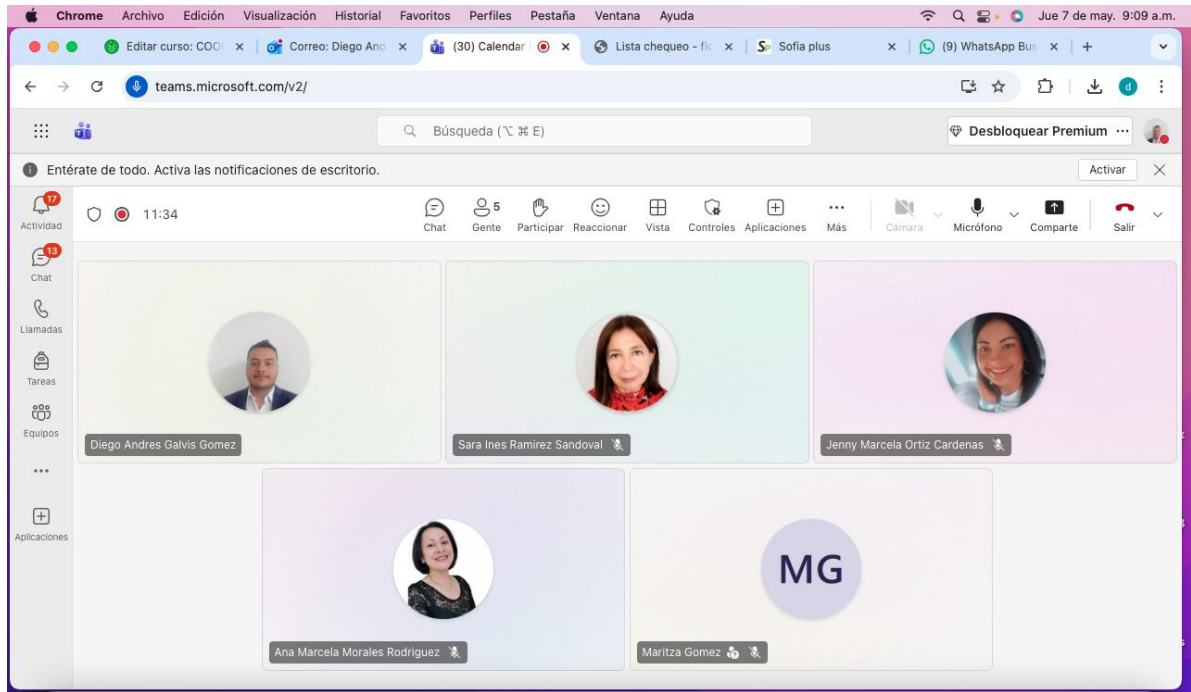 Chrome Archivo Edición Visualización Historial Favoritos Perfiles Pestaña Ventana Ayuda Jue 7 de may. 9:09 a.m.
Editar curso: COO Correo: Diego And (30) Calendar Lista chequeo - fic Sofia plus (9) WhatsApp Bus
teams.microsoft.com/v2/ d
Búsqueda (⌥ ⌘ E) Desbloquear Premium ...
Entérate de todo. Activa las notificaciones de escritorio. Activar
17
Actividad
13
Chat
Llamadas
Tareas
Equipos
Aplicaciones
11:34
5
Chat Gente Participar Reaccionar Vista Controles Aplicaciones Más Cámara Micrófono Comparte Salir
Diego Andres Galvis Gomez Sara Ines Ramirez Sandoval Jenny Marcela Ortiz Cardenas
MG
Ana Marcela Morales Rodriguez Maritza Gomez